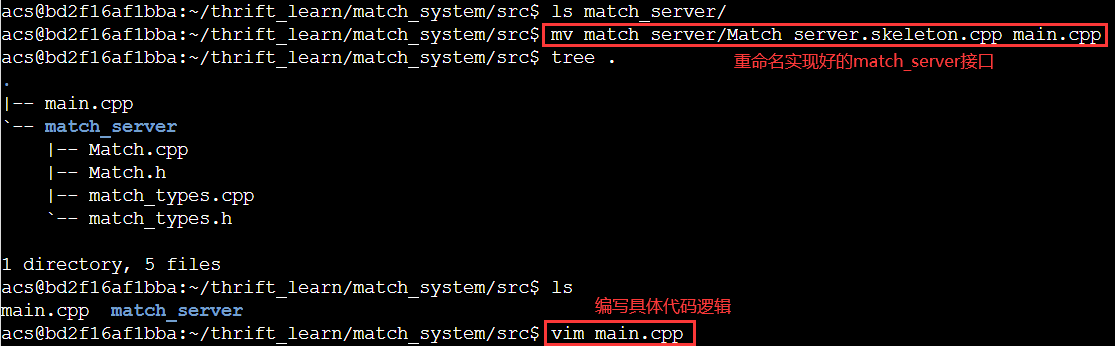 acs@bd2f16af1bba:~/thrift_learn/match_system/src$ ls match_server/
acs@bd2f16af1bba:~/thrift_learn/match_system/src$ mv match_server/Match_server.skeleton.cpp main.cpp
acs@bd2f16af1bba:~/thrift_learn/match_system/src$ tree .
重命名实现好的match_server接口
.
|-- main.cpp
`-- match_server
    |-- Match.cpp
    |-- Match.h
    |-- match_types.cpp
    `-- match_types.h
1 directory, 5 files
acs@bd2f16af1bba:~/thrift_learn/match_system/src$ ls
main.cpp  match_server
编写具体代码逻辑
acs@bd2f16af1bba:~/thrift_learn/match_system/src$ vim main.cpp